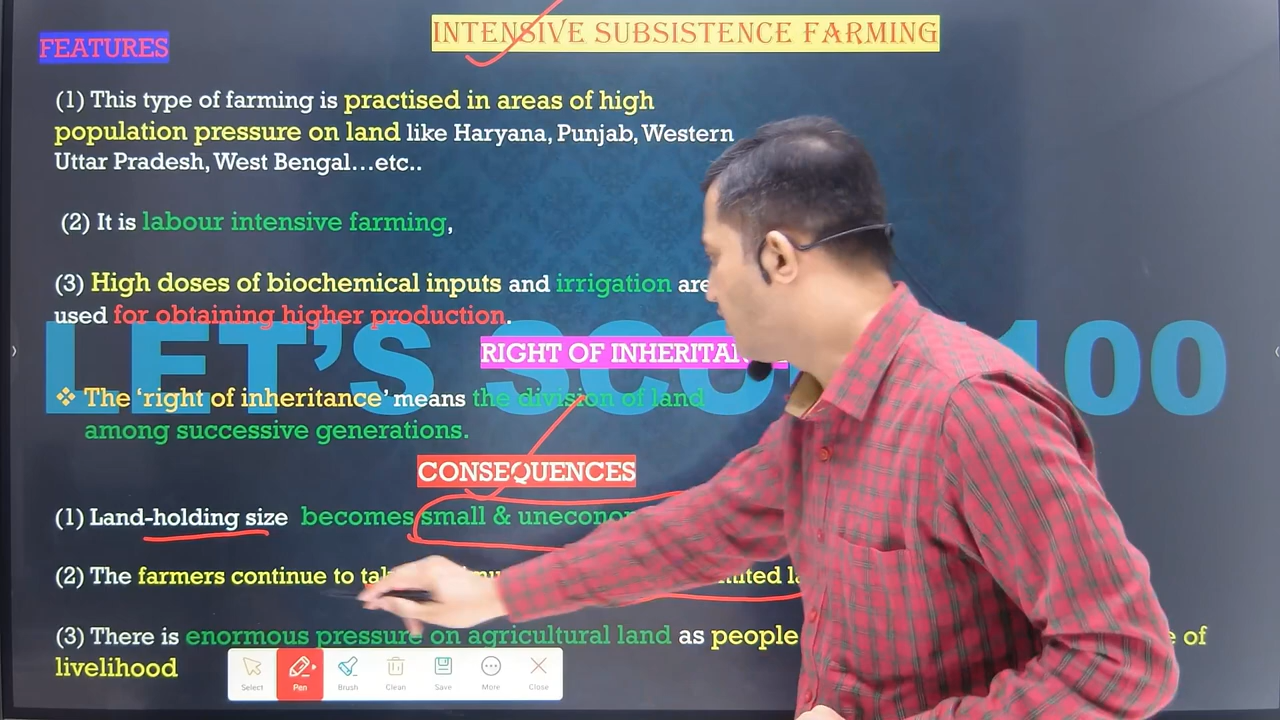 INTENSIVE SUBSISTENCE FARMING
FEATURES
(1) This type of farming is practised in areas of high
population pressure on land like Haryana, Punjab, Western
Uttar Pradesh, West Bengal...etc..
(2) It is labour intensive farming,
(3) High doses of biochemical inputs and irrigation are
used for obtaining higher production.
LET'S 100
RIGHT OF
❖ The 'right of inheritance' means the division of land
among successive generations.
CONSEQUENCES
(1) Land-holding size becomes small &
(2) The farmers continue to
(3) There is enormous pressure on agricultural land as people of
livelihood
Select Pen Brush Clean Save More Close